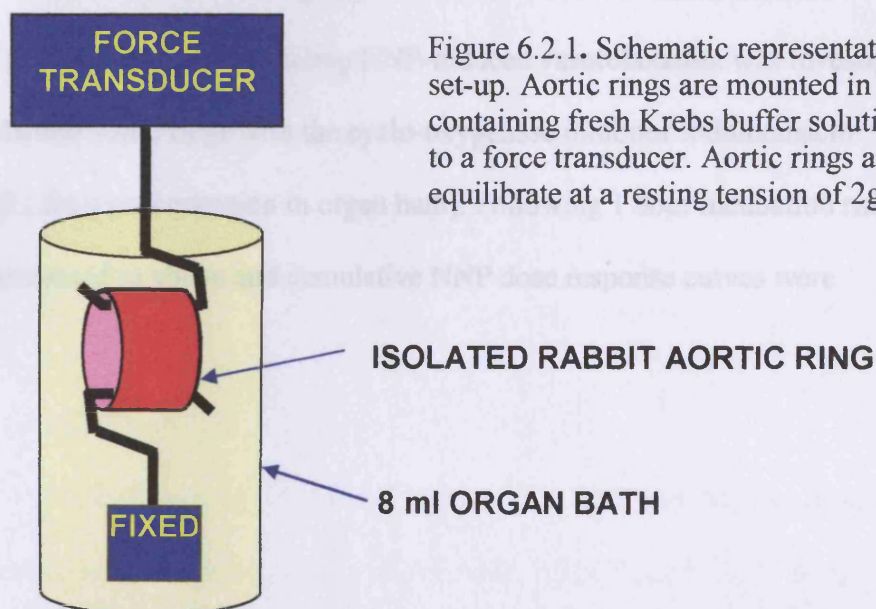 FORCE
TRANSDUCER
Figure 6.2.1. Schematic representat
set-up. Aortic rings are mounted in
containing fresh Krebs buffer soluti
to a force transducer. Aortic rings a
equilibrate at a resting tension of 2g
ISOLATED RABBIT AORTIC RING
8 ml ORGAN BATH
FIXED